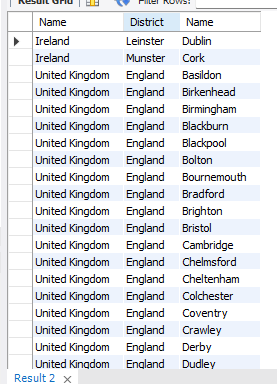 Result Grid Filter Rows:
Name District Name
Ireland Leinster Dublin
Ireland Munster Cork
United Kingdom England Basildon
United Kingdom England Birkenhead
United Kingdom England Birmingham
United Kingdom England Blackburn
United Kingdom England Blackpool
United Kingdom England Bolton
United Kingdom England Bournemouth
United Kingdom England Bradford
United Kingdom England Brighton
United Kingdom England Bristol
United Kingdom England Cambridge
United Kingdom England Chelmsford
United Kingdom England Cheltenham
United Kingdom England Colchester
United Kingdom England Coventry
United Kingdom England Crawley
United Kingdom England Derby
United Kingdom England Dudley
Result 2